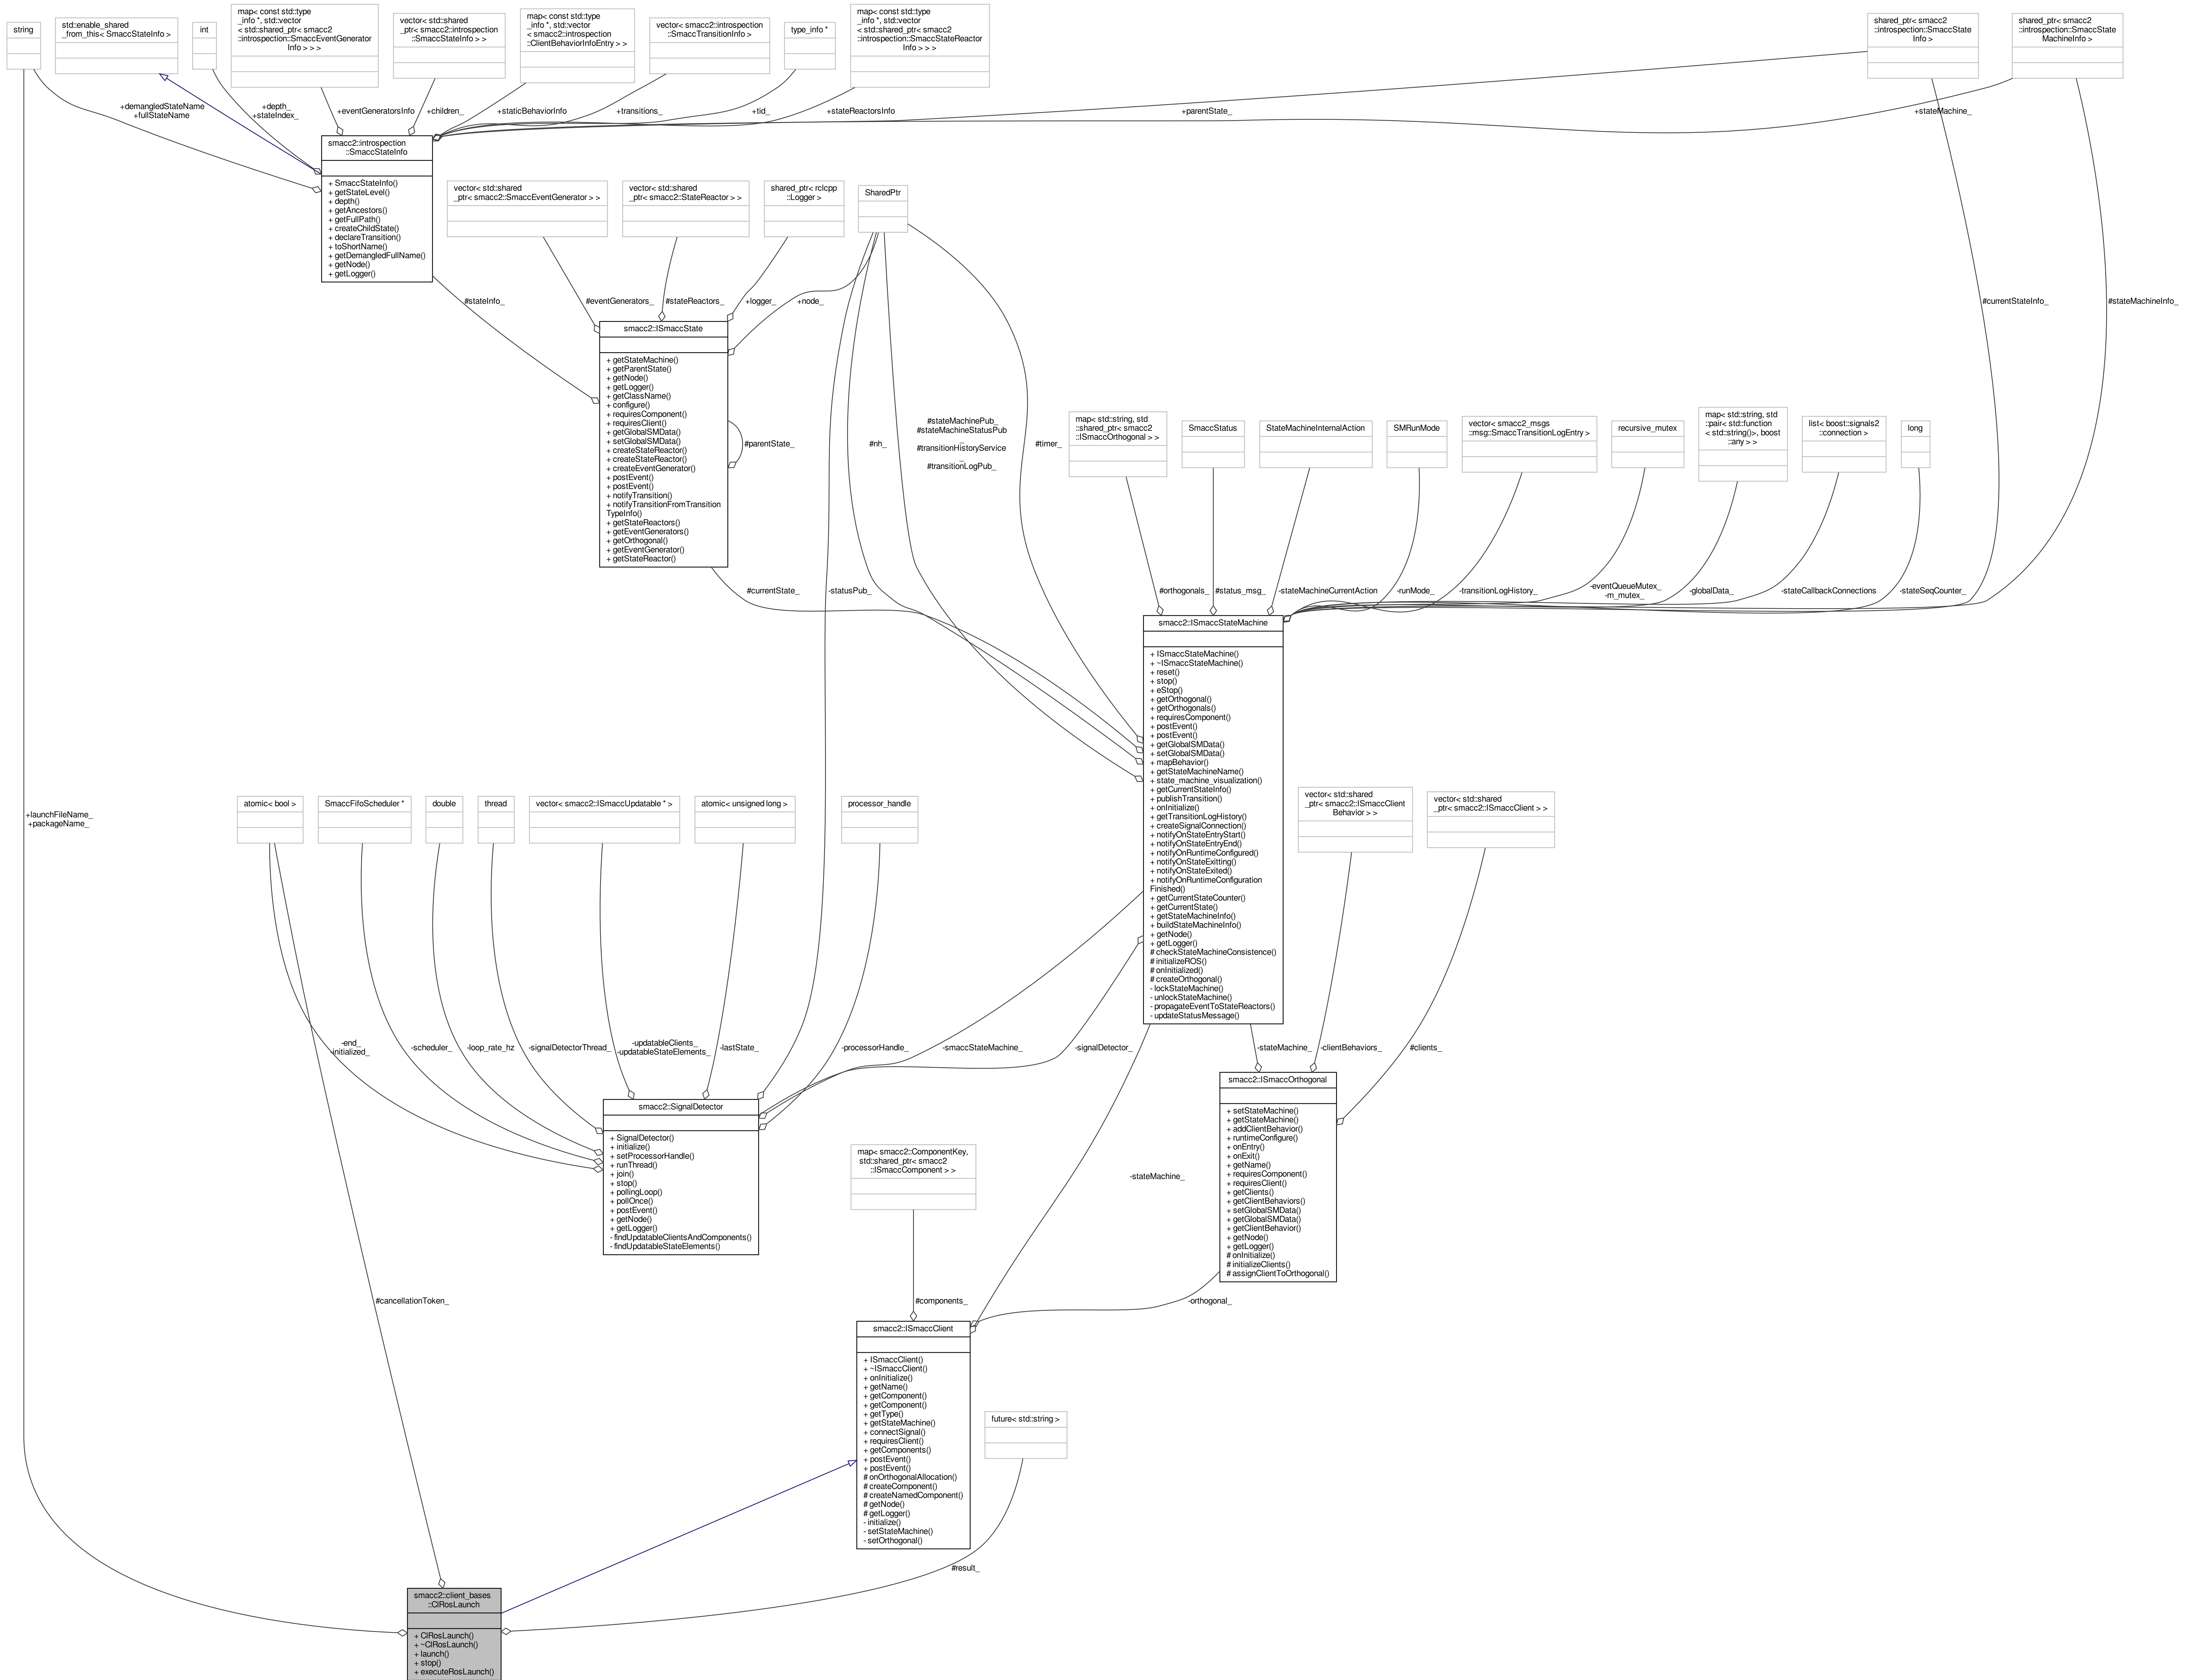 string
std::enable_shared
_from_this< SmaccStateInfo >
int
map< const std::type
_info *, std::vector
< std::shared_ptr< smacc2
::introspection::SmaccEventGenerator
Info > > >
vector< std::shared
_ptr< smacc2::introspection
::SmaccStateInfo > >
map< const std::type
_info *, std::vector
< smacc2::introspection
::ClientBehaviorInfoEntry > >
vector< smacc2::introspection
::SmaccTransitionInfo >
type_info *
map< const std::type
_info *, std::vector
< std::shared_ptr< smacc2
::introspection::SmaccStateReactor
Info > > >
shared_ptr< smacc2
::introspection::SmaccState
Info >
shared_ptr< smacc2
::introspection::SmaccState
MachineInfo >
+demangledStateName
+fullStateName
+depth_
+stateIndex_
+eventGeneratorsInfo
+children_
+staticBehaviorInfo
+transitions_
+tid_
+stateReactorsInfo
+parentState_
+stateMachine_
smacc2::introspection
::SmaccStateInfo
+ SmaccStateInfo()
+ getStateLevel()
+ depth()
+ getAncestors()
+ getFullPath()
+ createChildState()
+ declareTransition()
+ toShortName()
+ getDemangledFullName()
+ getNode()
+ getLogger()
vector< std::shared
_ptr< smacc2::SmaccEventGenerator > >
vector< std::shared
_ptr< smacc2::StateReactor > >
shared_ptr< rclcpp
::Logger >
SharedPtr
#stateInfo_
#eventGenerators_
#stateReactors_
+logger_
+node_
#currentStateInfo_
#stateMachineInfo_
smacc2::ISmaccState
+ getStateMachine()
+ getParentState()
+ getNode()
+ getLogger()
+ getClassName()
+ configure()
+ requiresComponent()
+ requiresClient()
+ getGlobalSMData()
+ setGlobalSMData()
+ createStateReactor()
+ createStateReactor()
+ createEventGenerator()
+ postEvent()
+ postEvent()
+ notifyTransition()
+ notifyTransitionFromTransition
TypeInfo()
+ getStateReactors()
+ getEventGenerators()
+ getOrthogonal()
+ getEventGenerator()
+ getStateReactor()
#parentState_
#nh_
#stateMachinePub_
#stateMachineStatusPub
_
#transitionHistoryService
_
#transitionLogPub_
#timer_
map< std::string, std
::shared_ptr< smacc2
::ISmaccOrthogonal > >
SmaccStatus
StateMachineInternalAction
SMRunMode
vector< smacc2_msgs
::msg::SmaccTransitionLogEntry >
recursive_mutex
map< std::string, std
::pair< std::function
< std::string()>, boost
::any > >
list< boost::signals2
::connection >
long
#currentState_
-statusPub_
#orthogonals_
#status_msg_
-stateMachineCurrentAction
-runMode_
-transitionLogHistory_
-eventQueueMutex_
-m_mutex_
-globalData_
-stateCallbackConnections
-stateSeqCounter_
smacc2::ISmaccStateMachine
+ ISmaccStateMachine()
+ ~ISmaccStateMachine()
+ reset()
+ stop()
+ eStop()
+ getOrthogonal()
+ getOrthogonals()
+ requiresComponent()
+ postEvent()
+ postEvent()
+ getGlobalSMData()
+ setGlobalSMData()
+ mapBehavior()
+ getStateMachineName()
+ state_machine_visualization()
+ getCurrentStateInfo()
+ publishTransition()
+ onInitialize()
+ getTransitionLogHistory()
+ createSignalConnection()
+ notifyOnStateEntryStart()
+ notifyOnStateEntryEnd()
+ notifyOnRuntimeConfigured()
+ notifyOnStateExitting()
+ notifyOnStateExited()
+ notifyOnRuntimeConfiguration
Finished()
+ getCurrentStateCounter()
+ getCurrentState()
+ getStateMachineInfo()
+ buildStateMachineInfo()
+ getNode()
+ getLogger()
# checkStateMachineConsistence()
# initializeROS()
# onInitialized()
# createOrthogonal()
- lockStateMachine()
- unlockStateMachine()
- propagateEventToStateReactors()
- updateStatusMessage()
+launchFileName_
+packageName_
atomic< bool >
SmaccFifoScheduler *
double
thread
vector< smacc2::ISmaccUpdatable * >
atomic< unsigned long >
processor_handle
vector< std::shared
_ptr< smacc2::ISmaccClient
Behavior > >
vector< std::shared
_ptr< smacc2::ISmaccClient > >
-end_
-initialized_
-scheduler_
-loop_rate_hz
-signalDetectorThread_
-updatableClients_
-updatableStateElements_
-lastState_
-processorHandle_
-smaccStateMachine_
-signalDetector_
-stateMachine_
-clientBehaviors_
#clients_
smacc2::SignalDetector
+ SignalDetector()
+ initialize()
+ setProcessorHandle()
+ runThread()
+ join()
+ stop()
+ pollingLoop()
+ pollOnce()
+ postEvent()
+ getNode()
+ getLogger()
- findUpdatableClientsAndComponents()
- findUpdatableStateElements()
smacc2::ISmaccOrthogonal
+ setStateMachine()
+ getStateMachine()
+ addClientBehavior()
+ runtimeConfigure()
+ onEntry()
+ onExit()
+ getName()
+ requiresComponent()
+ requiresClient()
+ getClients()
+ getClientBehaviors()
+ setGlobalSMData()
+ getGlobalSMData()
+ getClientBehavior()
+ getNode()
+ getLogger()
# onInitialize()
# initializeClients()
# assignClientToOrthogonal()
map< smacc2::ComponentKey,
std::shared_ptr< smacc2
::ISmaccComponent > >
-stateMachine_
#cancellationToken_
#components_
-orthogonal_
smacc2::ISmaccClient
+ ISmaccClient()
+ ~ISmaccClient()
+ onInitialize()
+ getName()
+ getComponent()
+ getComponent()
+ getType()
+ getStateMachine()
+ connectSignal()
+ requiresClient()
+ getComponents()
+ postEvent()
+ postEvent()
# onOrthogonalAllocation()
# createComponent()
# createNamedComponent()
# getNode()
# getLogger()
- initialize()
- setStateMachine()
- setOrthogonal()
future< std::string >
#result_
smacc2::client_bases
::ClRosLaunch
+ ClRosLaunch()
+ ~ClRosLaunch()
+ launch()
+ stop()
+ executeRosLaunch()